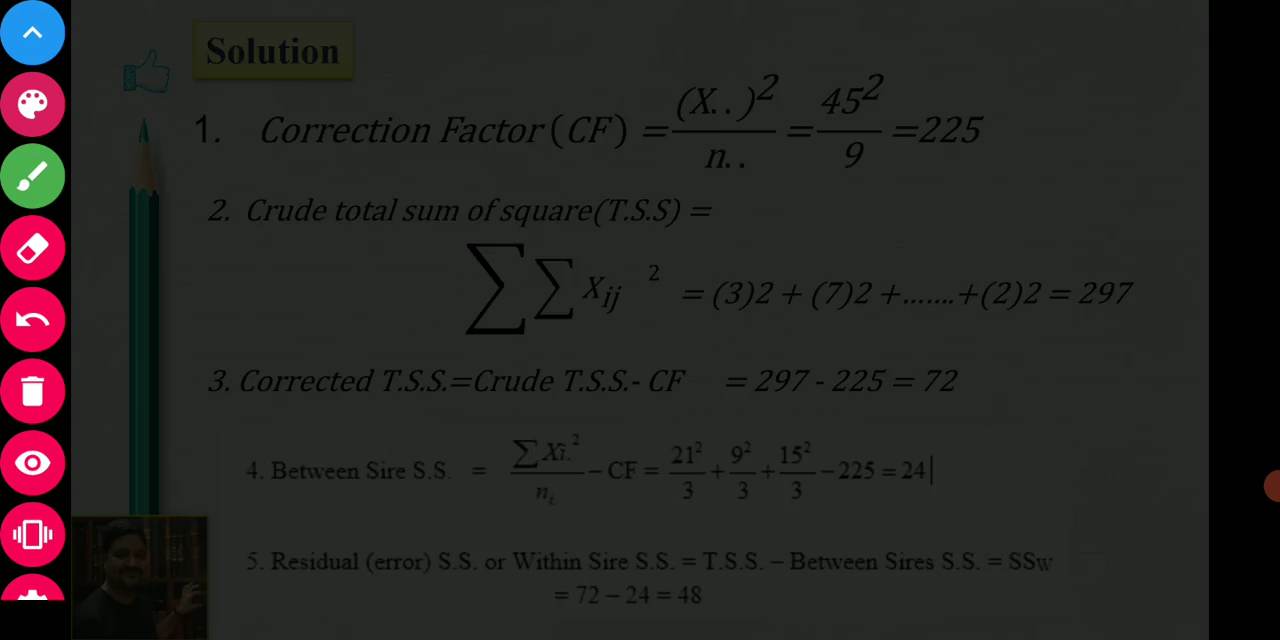 Solution
1. Correction Factor (CF) = (X. . )² / n. . = 45² / 9 = 225
2. Crude total sum of square(T.S.S) =
∑ ∑ Xij ² = (3)2 + (7)2 +.......+(2)2 = 297
3. Corrected T.S.S.=Crude T.S.S.- CF = 297 - 225 = 72
4. Between Sire S.S. = ∑ Xi.² / ni − CF = 21² / 3 + 9² / 3 + 15² / 3 − 225 = 24
5. Residual (error) S.S. or Within Sire S.S. = T.S.S. − Between Sires S.S. = SSw
= 72 − 24 = 48